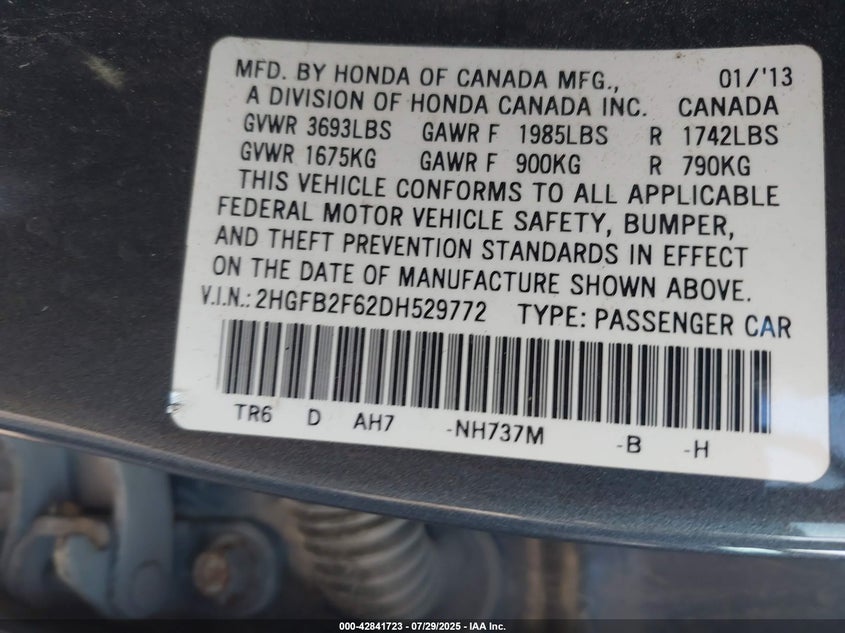 MFD. BY HONDA OF CANADA MFG., 01/'13
A DIVISION OF HONDA CANADA INC. CANADA
GVWR 3693LBS GAWR F 1985LBS R 1742LBS
GVWR 1675KG GAWR F 900KG R 790KG
THIS VEHICLE CONFORMS TO ALL APPLICABLE
FEDERAL MOTOR VEHICLE SAFETY, BUMPER,
AND THEFT PREVENTION STANDARDS IN EFFECT
ON THE DATE OF MANUFACTURE SHOWN ABOVE.
V.I.N.: 2HGFB2F62DH529772 TYPE: PASSENGER CAR
TR6 D AH7 -NH737M -B -H
000-42841723 - 07/29/2025 - IAA Inc.